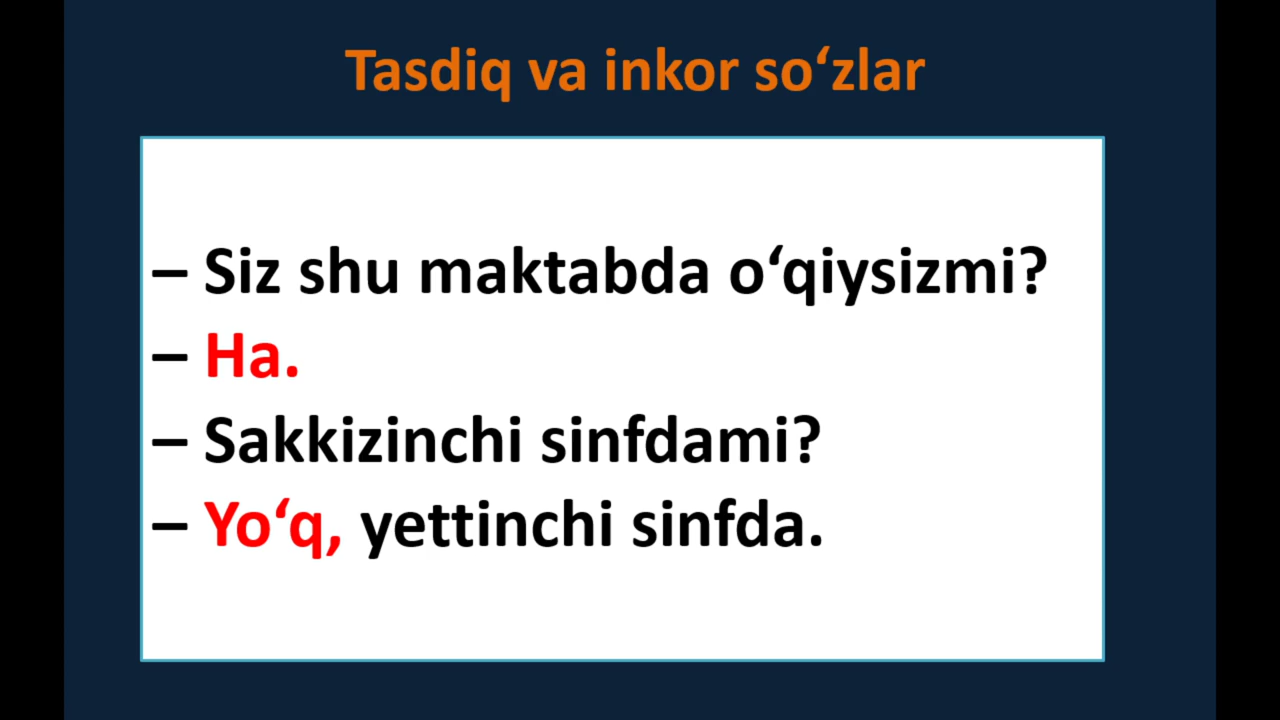 Tasdiq va inkor so‘zlar
– Siz shu maktabda o‘qiysizmi?
– Ha.
– Sakkizinchi sinfdami?
– Yo‘q, yettinchi sinfda.